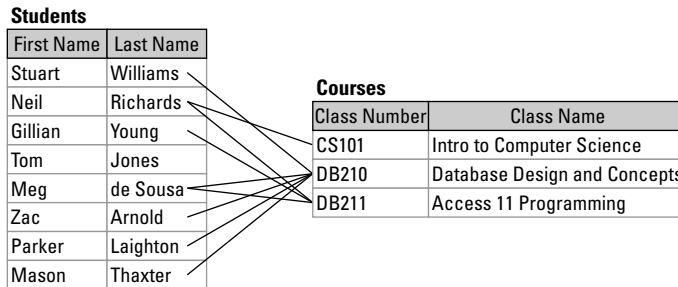 Students
First Name Last Name
Stuart Williams
Neil Richards
Gillian Young
Tom Jones
Meg de Sousa
Zac Arnold
Parker Laighton
Mason Thaxter
Courses
Class Number Class Name
CS101 Intro to Computer Science
DB210 Database Design and Concepts
DB211 Access 11 Programming